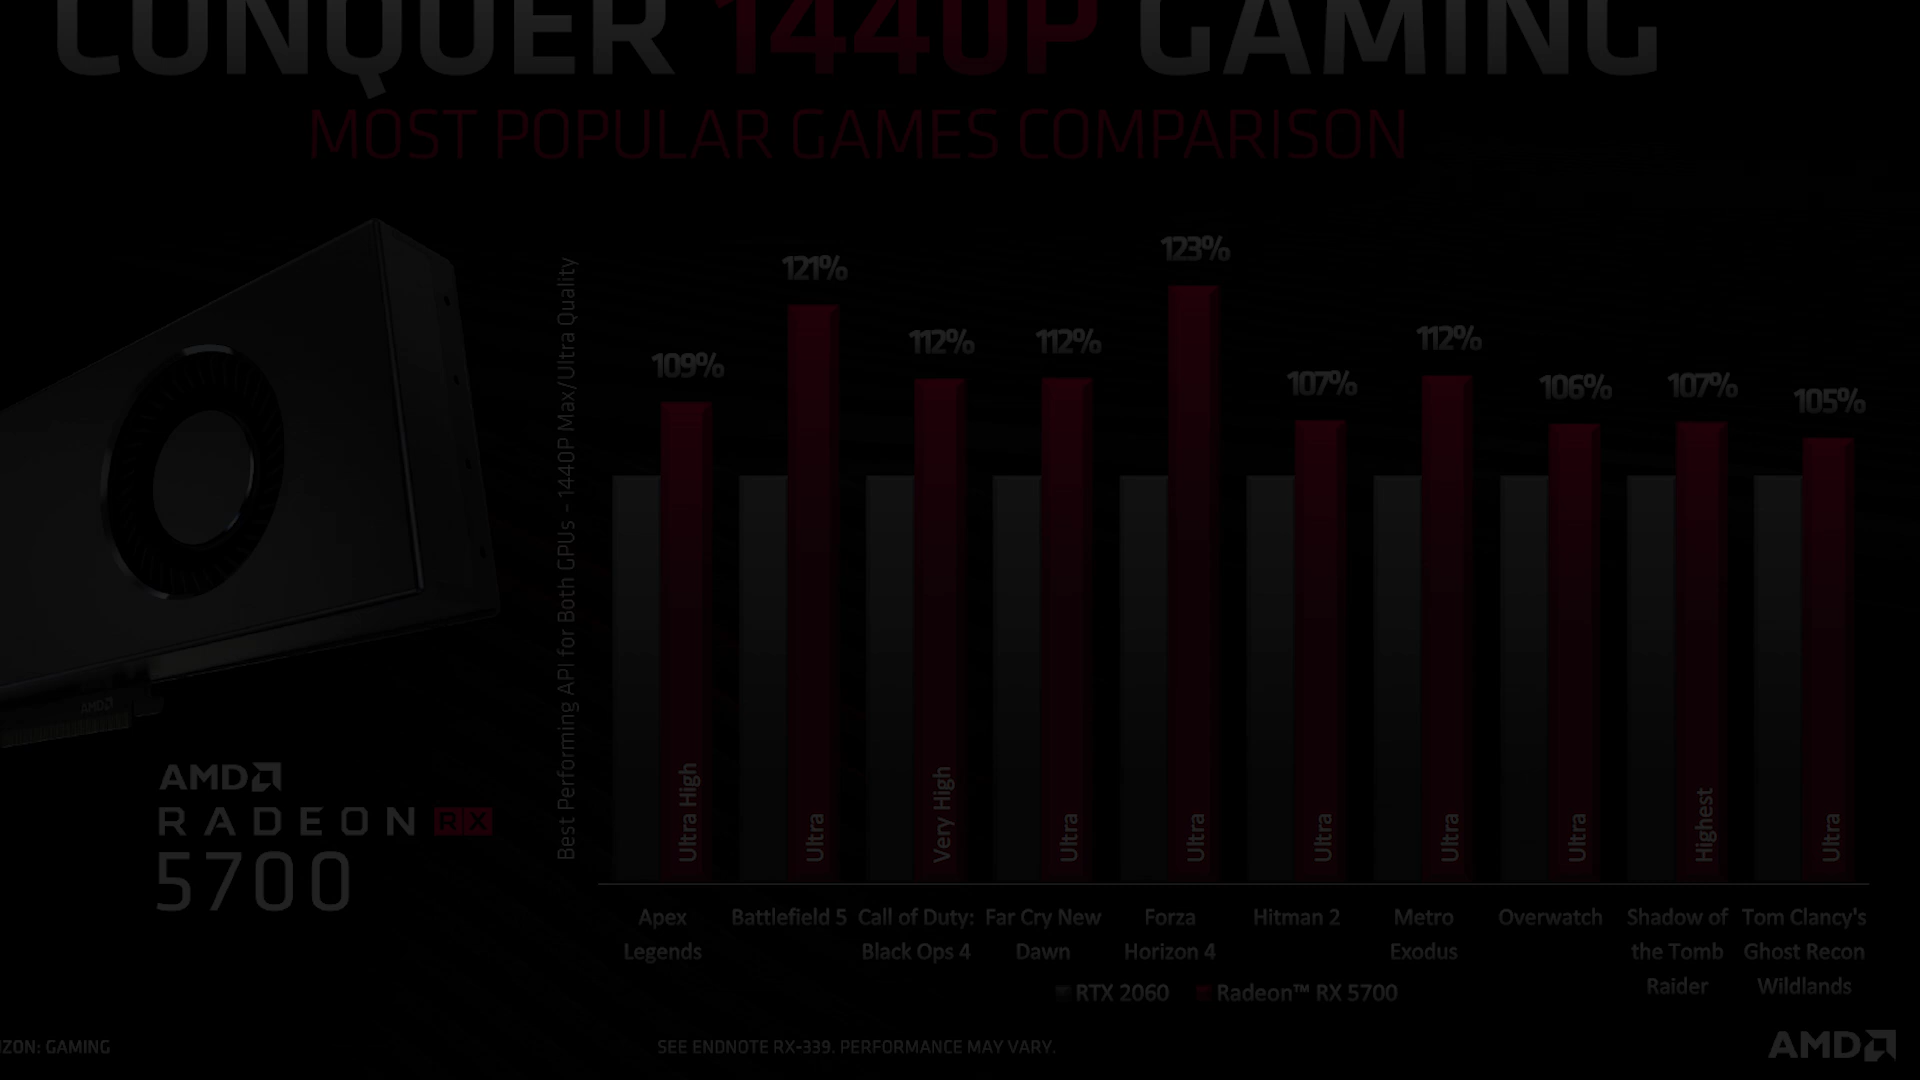 CONQUER 1440P GAMING
MOST POPULAR GAMES COMPARISON
Best Performing API for Both GPUs - 1440P Max/Ultra Quality
109%
121%
112%
112%
123%
107%
112%
106%
107%
105%
Ultra High
Ultra
Very High
Ultra
Ultra
Ultra
Ultra
Ultra
Highest
Ultra
Apex
Legends
Battlefield 5
Call of Duty:
Black Ops 4
Far Cry New
Dawn
Forza
Horizon 4
Hitman 2
Metro
Exodus
Overwatch
Shadow of
the Tomb
Raider
Tom Clancy's
Ghost Recon
Wildlands
RTX 2060
Radeon™ RX 5700
AMD
AMD
RADEON RX
5700
ZON: GAMING
SEE ENDNOTE RX-339. PERFORMANCE MAY VARY.
AMD